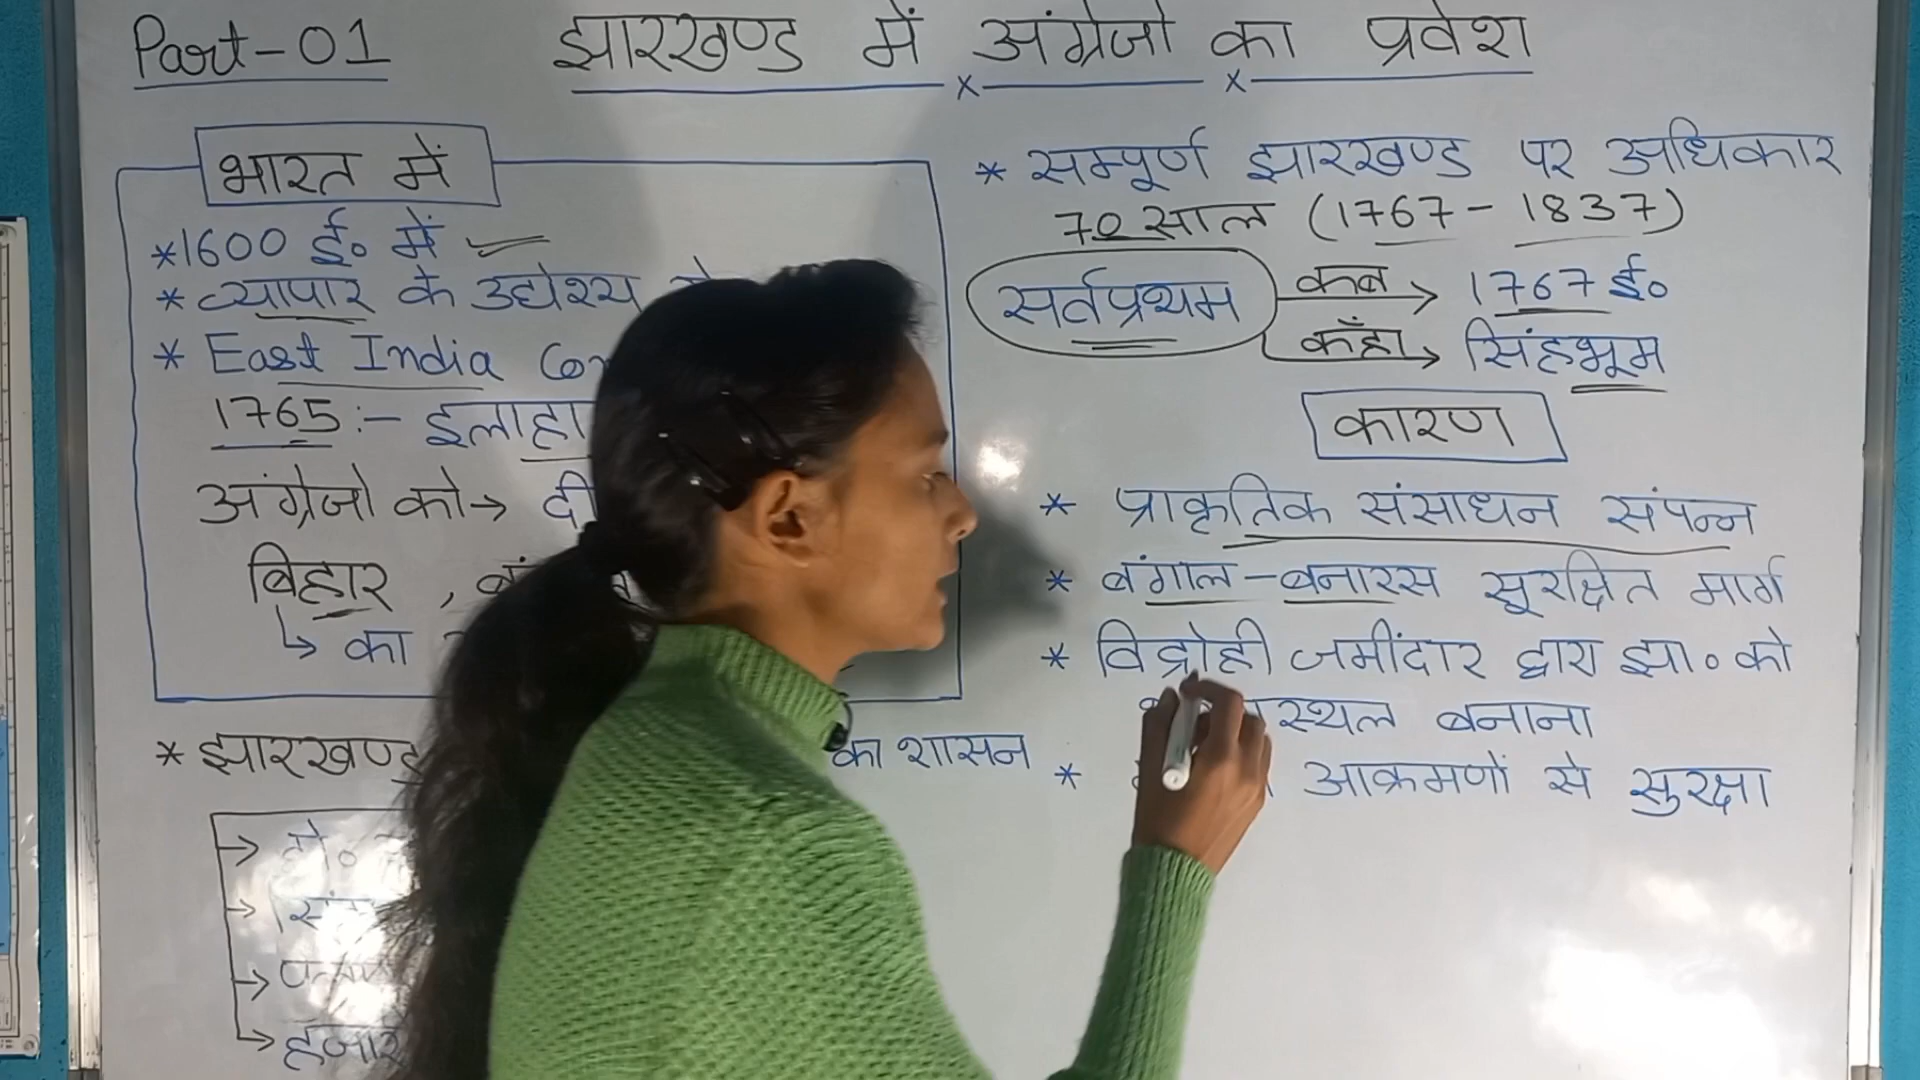 Part-01 झारखण्ड में अंग्रेजो का प्रवेश
भारत में
*1600 ई० में
* व्यापार के उद्येश्य
* East India
1765:- इलाहा
अंग्रेजो को→ दी
बिहार ,
↳ का
* झारखण्ड का शासन
→
→
→
→ हजार
* सम्पूर्ण झारखण्ड पर अधिकार
70 साल (1767- 1837)
सर्वप्रथम कब → 1767 ई०
कहाँ → सिंहभूम
कारण
* प्राकृतिक संसाधन संपन्न
* बंगाल-बनारस सुरक्षित मार्ग
* विद्रोही जमींदार द्वारा झा० को
स्थल बनाना
* आक्रमणों से सुरक्षा